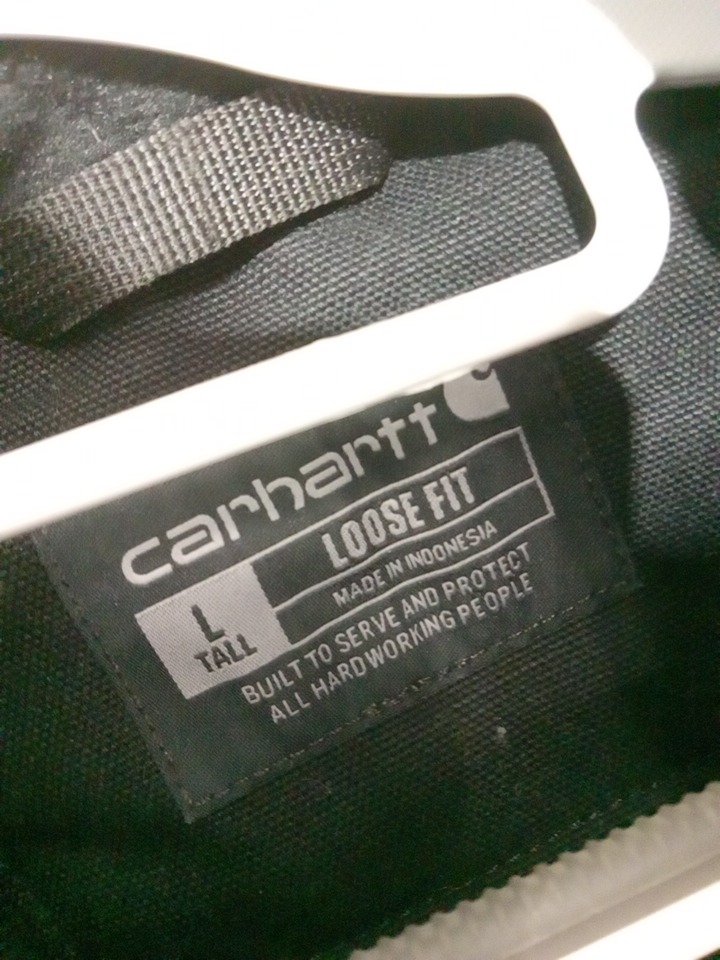 carhartt
LOOSE FIT
MADE IN INDONESIA
L
TALL
BUILT TO SERVE AND PROTECT
ALL HARDWORKING PEOPLE